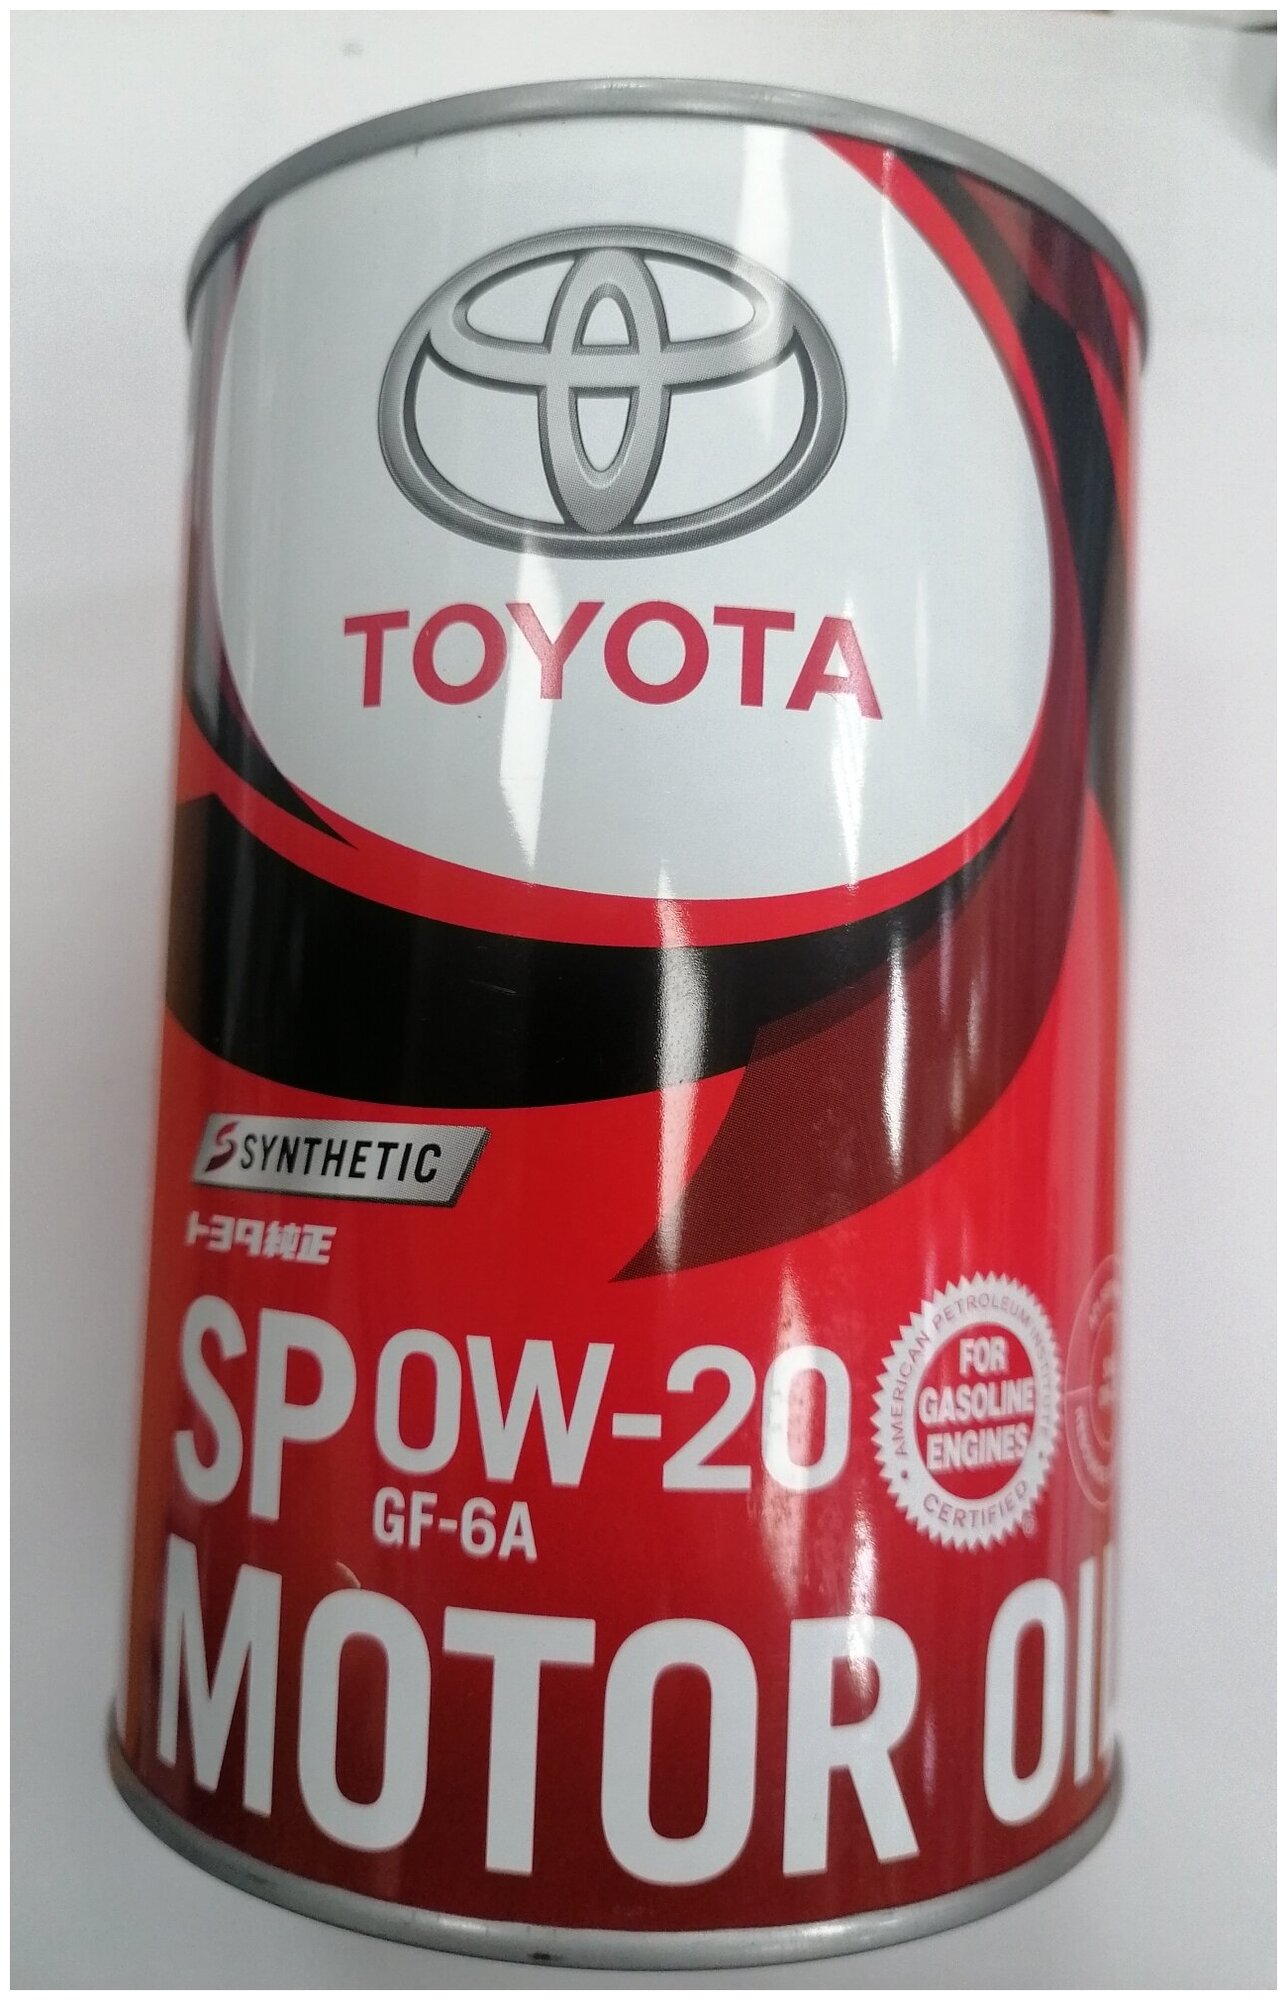 TOYOTA
SYNTHETIC
トヨタ純正
SP 0W-20
GF-6A
AMERICAN PETROLEUM INSTITUTE
FOR
GASOLINE
ENGINES
CERTIFIED
MOTOR OIL